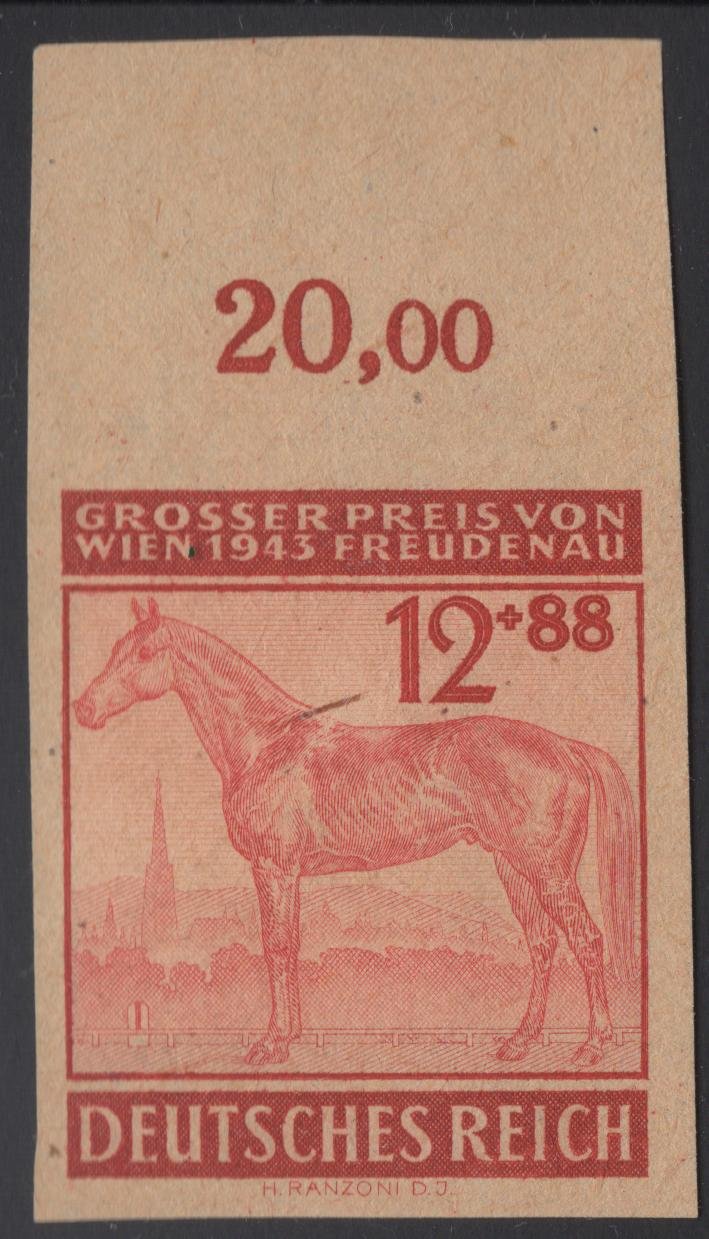 20,00
GROSSER PREIS VON
WIEN 1943 FREUDENAU
12+88
DEUTSCHES REICH
H. RANZONI D.J.